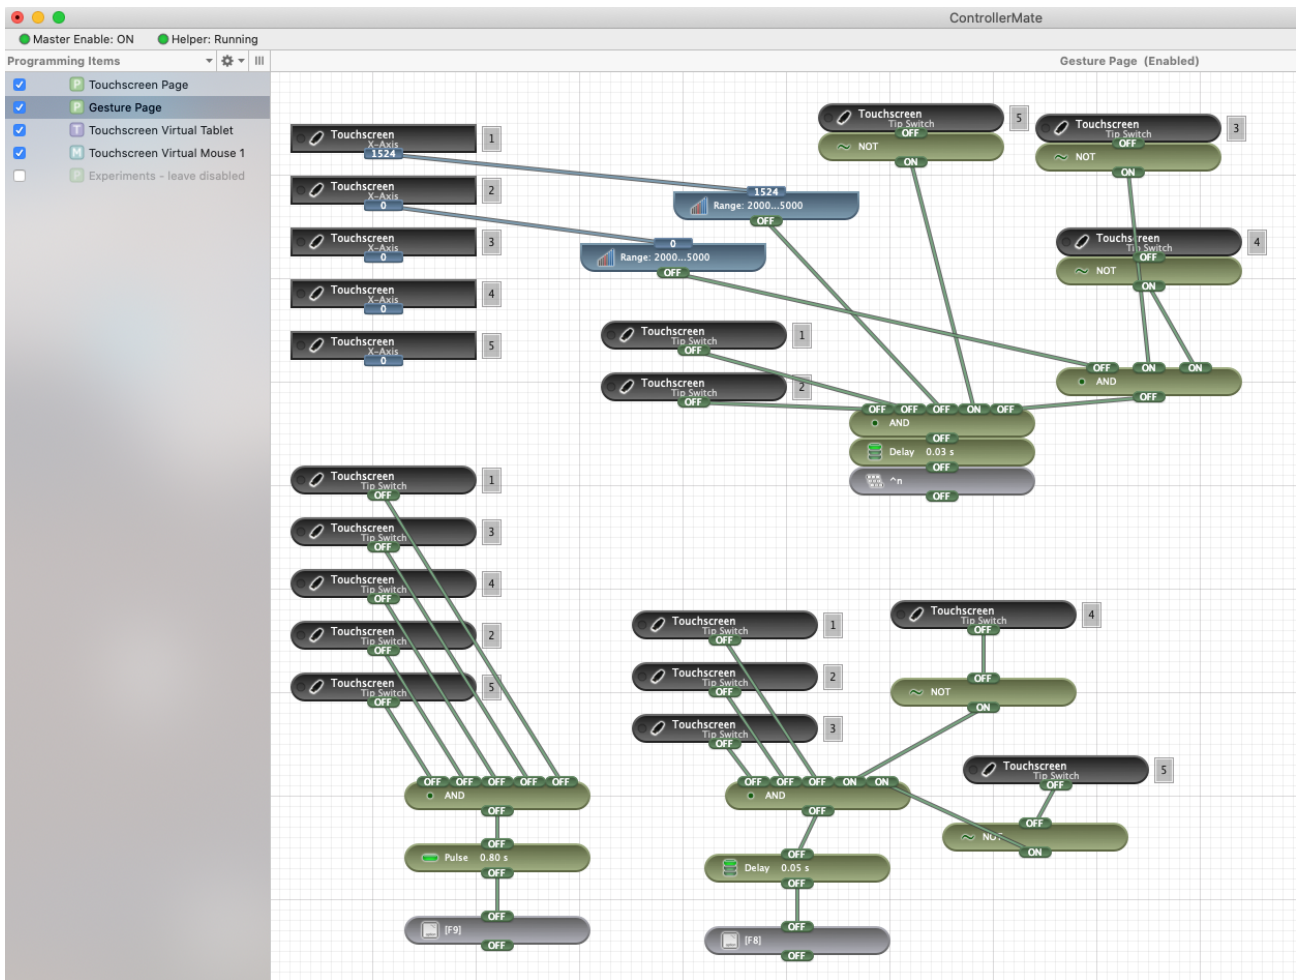 ControllerMate
Master Enable: ON Helper: Running
Programming Items
Gesture Page (Enabled)
Touchscreen Page
Gesture Page
Touchscreen Virtual Tablet
Touchscreen Virtual Mouse 1
Experiments - leave disabled
Touchscreen
X-Axis
1524
1
Touchscreen
X-Axis
0
2
Touchscreen
X-Axis
0
3
Touchscreen
X-Axis
0
4
Touchscreen
X-Axis
0
5
1524
Range: 2000...5000
OFF
0
Range: 2000...5000
OFF
Touchscreen
Tip Switch
OFF
5
NOT
ON
Touchscreen
Tip Switch
OFF
3
NOT
ON
Touchscreen
Tip Switch
OFF
4
NOT
ON
Touchscreen
Tip Switch
OFF
1
Touchscreen
Tip Switch
OFF
2
OFF ON ON
AND
OFF
OFF OFF OFF ON OFF
AND
OFF
Delay 0.03 s
OFF
^n
OFF
Touchscreen
Tip Switch
OFF
1
Touchscreen
Tip Switch
OFF
3
Touchscreen
Tip Switch
OFF
4
Touchscreen
Tip Switch
OFF
2
Touchscreen
Tip Switch
OFF
5
OFF OFF OFF OFF OFF
AND
OFF
OFF
Pulse 0.80 s
OFF
OFF
[F9]
OFF
Touchscreen
Tip Switch
OFF
1
Touchscreen
Tip Switch
OFF
2
Touchscreen
Tip Switch
OFF
3
Touchscreen
Tip Switch
OFF
4
OFF
NOT
ON
Touchscreen
Tip Switch
OFF
5
OFF
NOT
ON
OFF OFF OFF ON ON
AND
OFF
OFF
Delay 0.05 s
OFF
OFF
[F8]
OFF